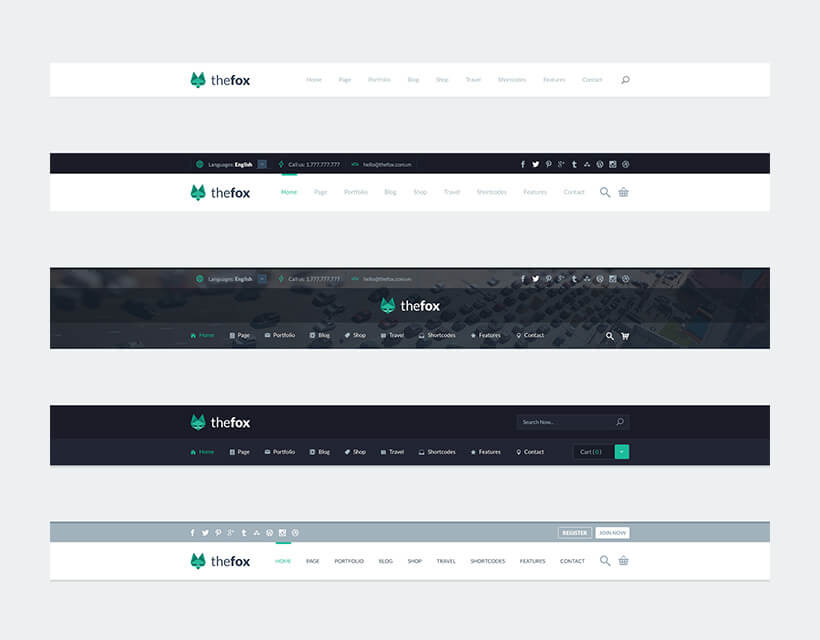 thefox Home Page Portfolio Blog Shop Travel Shortcodes Features Contact
Languages: English Call us: 1.777.777.777 hello@thefox.com.vn
thefox Home Page Portfolio Blog Shop Travel Shortcodes Features Contact
Languages: English Call us: 1.777.777.777 hello@thefox.com.vn
thefox
Home Page Portfolio Blog Shop Travel Shortcodes Features Contact
thefox Search Now...
Home Page Portfolio Blog Shop Travel Shortcodes Features Contact Cart ( 0 )
REGISTER JOIN NOW
thefox HOME PAGE PORTFOLIO BLOG SHOP TRAVEL SHORTCODES FEATURES CONTACT